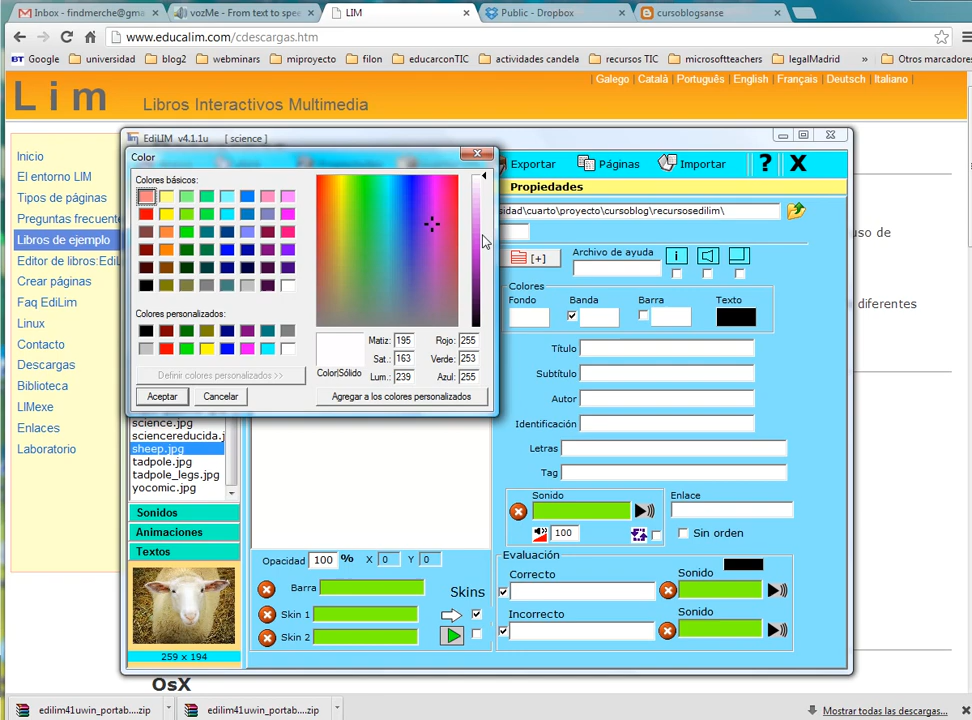 Inbox - findmerche@gma
vozMe - From text to spee
LIM
Public - Dropbox
cursoblogsanse
www.educalim.com/cdescargas.htm
BT Google
universidad
blog2
webminars
miproyecto
filon
educarconTIC
actividades candela
recursos TIC
microsoftteachers
legalMadrid
»
Otros marcadores
| Galego | Català | Português | English | Français | Deutsch | Italiano |
Lim
Libros Interactivos Multimedia
Inicio
El entorno LIM
Tipos de páginas
Preguntas frecuente
Libros de ejemplo
Editor de libros:EdiL
Crear páginas
Faq EdiLim
Linux
Contacto
Descargas
Biblioteca
LIMexe
Enlaces
Laboratorio
uso de
diferentes
EdiLIM v4.1.1u [ science ]
Exportar
Páginas
Importar
?
X
Propiedades
sidad\cuarto\proyecto\cursoblog\recursosedilim\
[+]
Archivo de ayuda
i
Colores
Fondo
Banda
Barra
Texto
Título
Subtítulo
Autor
Identificación
Letras
Tag
Sonido
Enlace
100
Sin orden
Evaluación
Correcto
Sonido
Incorrecto
Sonido
Color
Colores básicos:
Colores personalizados:
Definir colores personalizados >>
Aceptar
Cancelar
Color|Sólido
Matiz: 195
Sat.: 163
Lum.: 239
Rojo: 255
Verde: 253
Azul: 255
Agregar a los colores personalizados
science.jpg
sciencereducida.j
sheep.jpg
tadpole.jpg
tadpole_legs.jpg
yocomic.jpg
Sonidos
Animaciones
Textos
259 x 194
Opacidad 100 % X 0 Y 0
Barra
Skins
Skin 1
Skin 2
OsX
edilim41uwin_portab....zip
edilim41uwin_portab....zip
Mostrar todas las descargas...